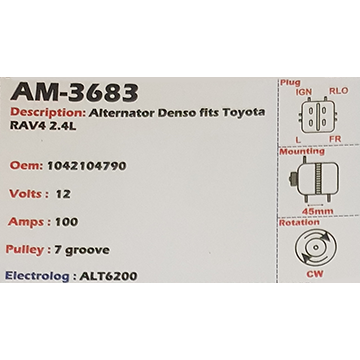 AM-3683
Description: Alternator Denso fits Toyota
RAV4 2.4L
Oem: 1042104790
Volts : 12
Amps : 100
Pulley : 7 groove
Electrolog : ALT6200
Plug
IGN RLO
L FR
Mounting
45mm
Rotation
CW